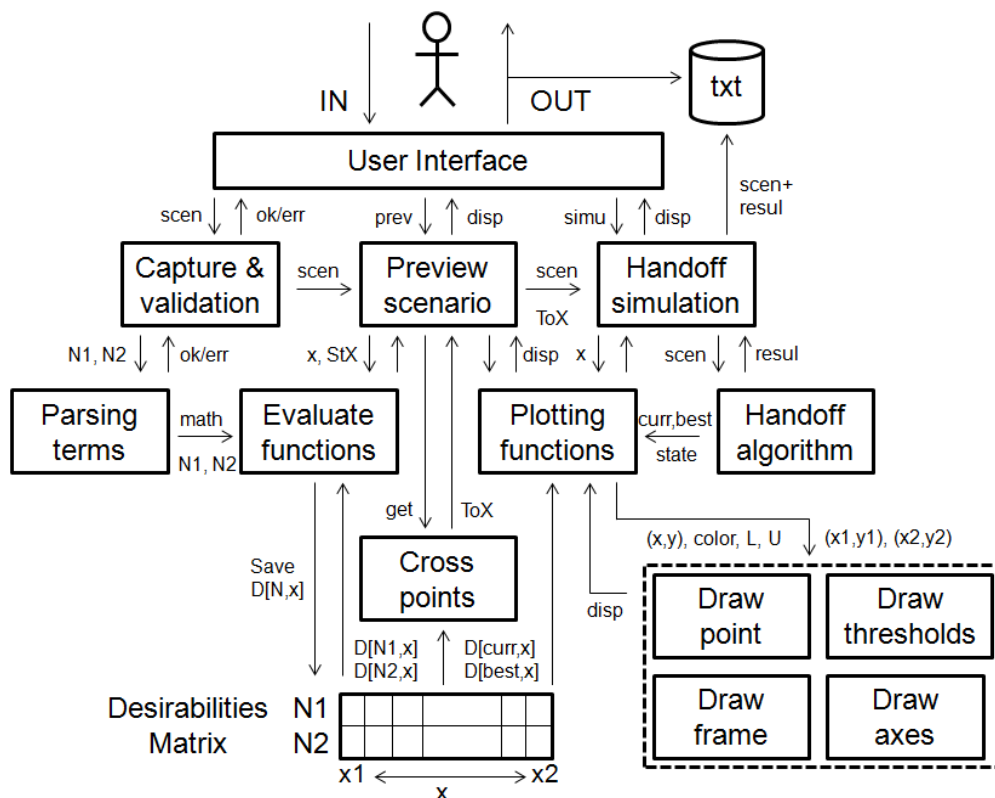 IN
OUT
txt
User Interface
scen
ok/err
prev
disp
simu
disp
scen+
resul
Capture &
validation
scen
Preview
scenario
scen
ToX
Handoff
simulation
N1, N2
ok/err
x, StX
disp
x
scen
resul
Parsing
terms
math
N1, N2
Evaluate
functions
Plotting
functions
curr,best
state
Handoff
algorithm
get
ToX
(x,y), color, L, U
(x1,y1), (x2,y2)
Save
D[N,x]
Cross
points
disp
Draw
point
Draw
thresholds
D[N1,x]
D[N2,x]
D[curr,x]
D[best,x]
Draw
frame
Draw
axes
Desirabilities
Matrix
N1
N2
x1
x2
x